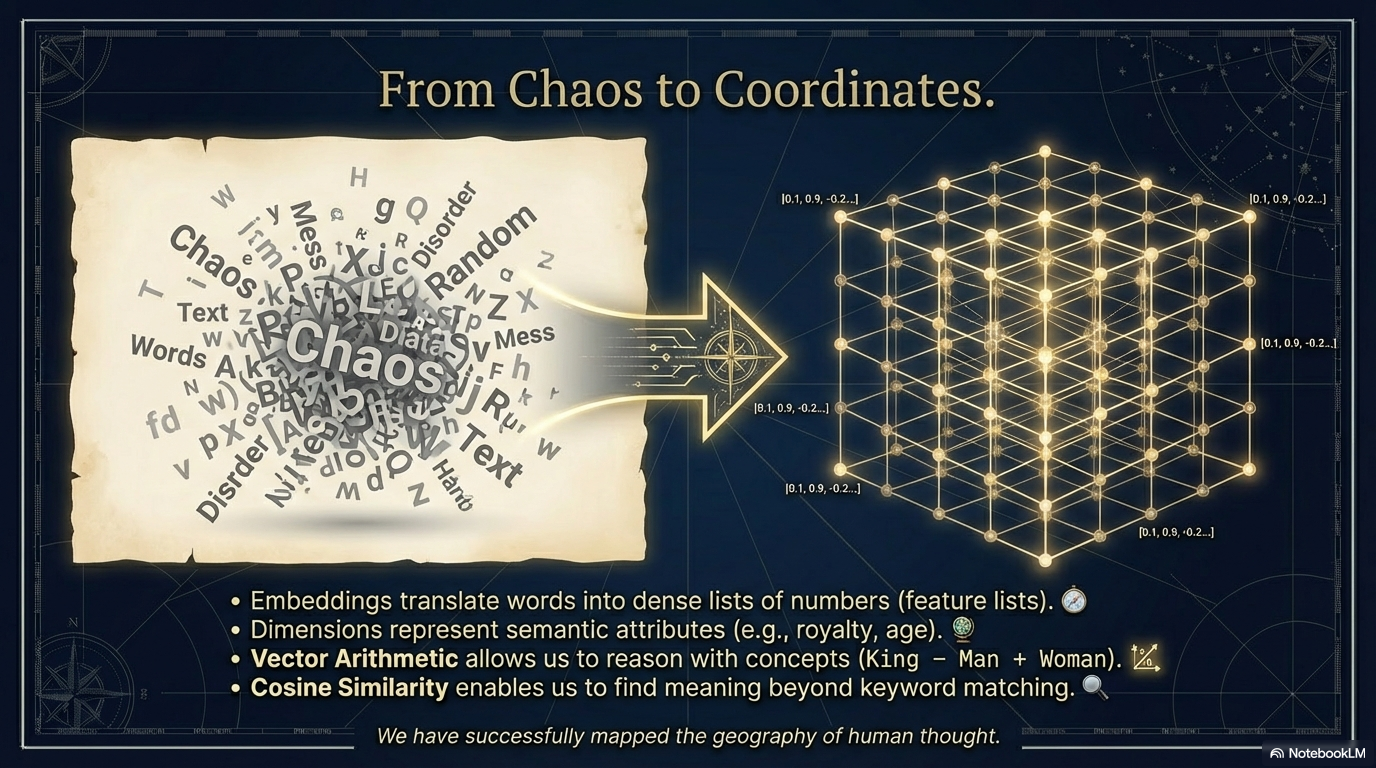 From Chaos to Coordinates.
H
W
g Q
y
Mess
Disorder
Random
Chaos
R
X
j c
P
m
e
a
Z
T
i
k
N
Z
X
Text
z
Data
Words
w
A
k
P
Chaos
v
Mess
F
h
N
w)
B
j
R
k
r
fd
p
x
w
v
Disrder
Text
W
d
Z
[0.1, 0.9, -0.2...]
[0.1, 0.9, -0.2...]
[0.1, 0.9, -0.2...]
[0.1, 0.9, -0.2...]
[0.1, 0.9, -0.2...]
[0.1, 0.9, -0.2...]
• Embeddings translate words into dense lists of numbers (feature lists).
• Dimensions represent semantic attributes (e.g., royalty, age).
• Vector Arithmetic allows us to reason with concepts (King − Man + Woman).
• Cosine Similarity enables us to find meaning beyond keyword matching.
N
We have successfully mapped the geography of human thought.
NotebookLM